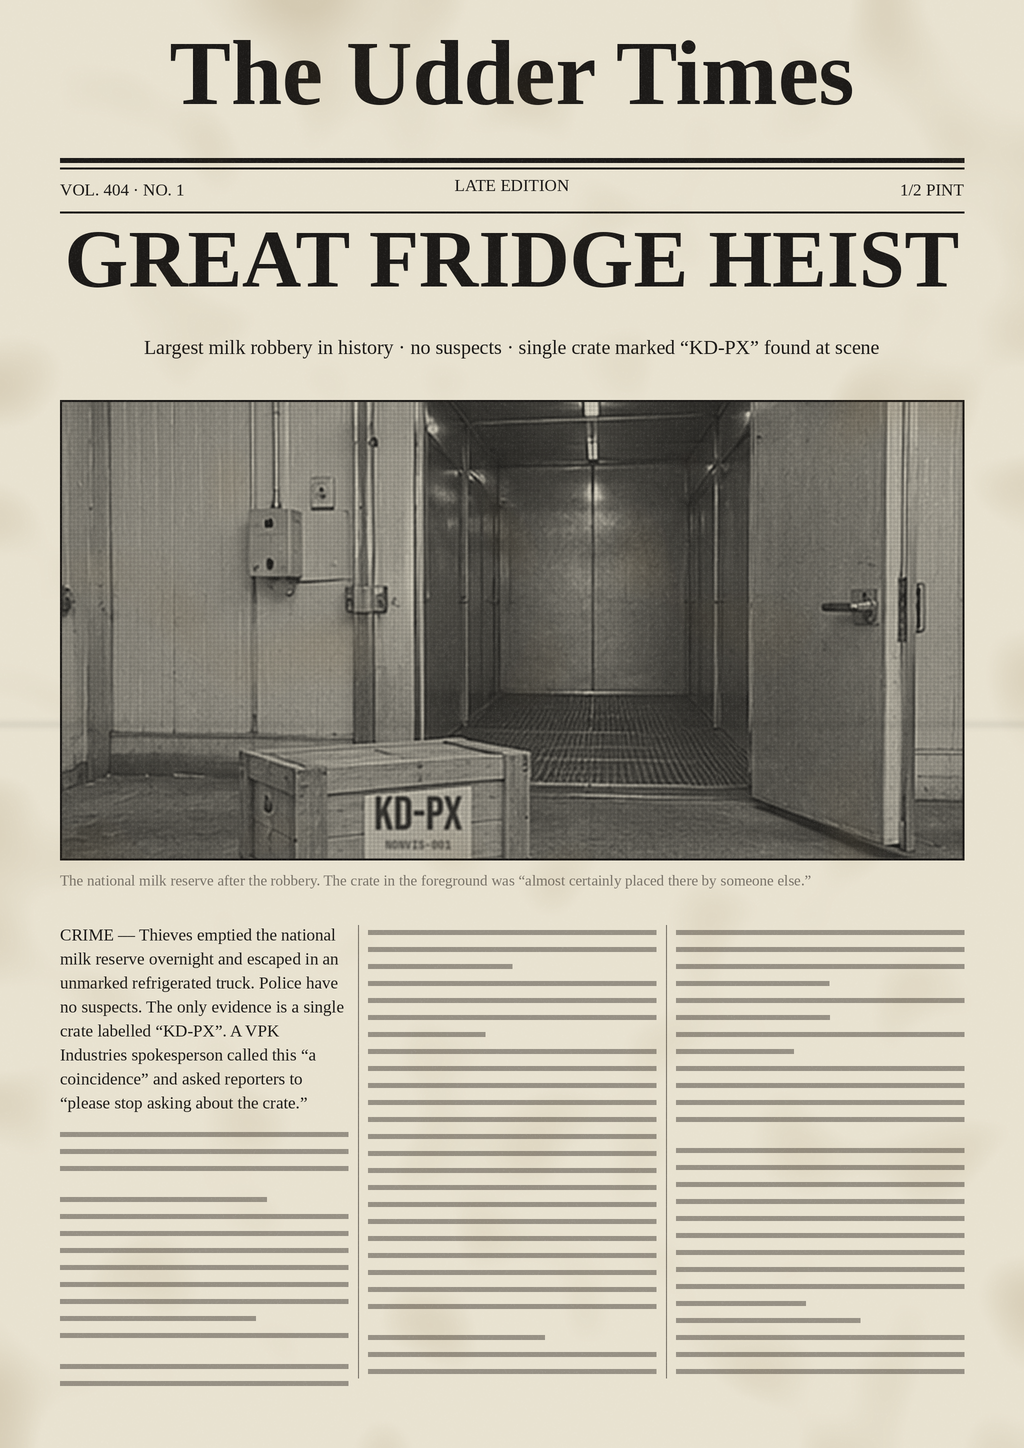 The Udder Times
VOL. 404 · NO. 1
LATE EDITION
1/2 PINT
GREAT FRIDGE HEIST
Largest milk robbery in history · no suspects · single crate marked “KD-PX” found at scene
KD-PX
NONVIS-001
The national milk reserve after the robbery. The crate in the foreground was “almost certainly placed there by someone else.”
CRIME — Thieves emptied the national
milk reserve overnight and escaped in an
unmarked refrigerated truck. Police have
no suspects. The only evidence is a single
crate labelled “KD-PX”. A VPK
Industries spokesperson called this “a
coincidence” and asked reporters to
“please stop asking about the crate.”